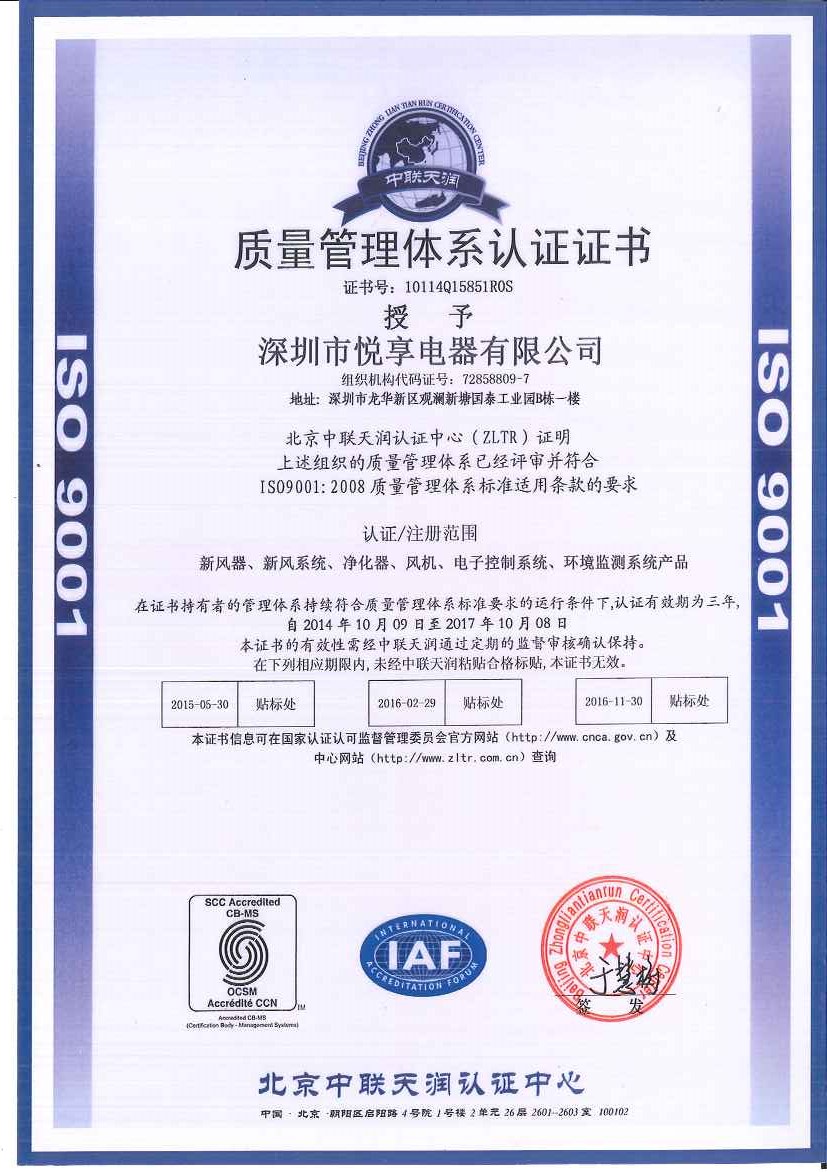 BEIJING ZHONG LIAN TIAN RUN CERTIFICATION CENTER
中联天润
质量管理体系认证证书
证书号：10114Q15851R0S
授 予
深圳市悦享电器有限公司
组织机构代码证号：72858809-7
地址：深圳市龙华新区观澜新塘国泰工业园B栋一楼
北京中联天润认证中心（ZLTR）证明
上述组织的质量管理体系已经评审并符合
ISO9001:2008 质量管理体系标准适用条款的要求
认证/注册范围
新风器、新风系统、净化器、风机、电子控制系统、环境监测系统产品
在证书持有者的管理体系持续符合质量管理体系标准要求的运行条件下,认证有效期为三年,
自 2014 年 10 月 09 日至 2017 年 10 月 08 日
本证书的有效性需经中联天润通过定期的监督审核确认保持。
在下列相应期限内,未经中联天润粘贴合格标贴,本证书无效。
2015-05-30 贴标处 2016-02-29 贴标处 2016-11-30 贴标处
本证书信息可在国家认证认可监督管理委员会官方网站（http://www.cnca.gov.cn）及
中心网站（http://www.zltr.com.cn）查询
ISO 9001
ISO 9001
SCC Accredited
CB-MS
OCSM
Accrédité CCN
TM
Accredited CB-MS
(Certification Body - Management Systems)
INTERNATIONAL
IAF
ACCREDITATION FORUM
Beijing Zhongliantianrun Certification Center
北京中联天润认证中心
签 发
北京中联天润认证中心
中国 · 北京 · 朝阳区启阳路 4 号院 1 号楼 2 单元 26 层 2601--2603 室 100102